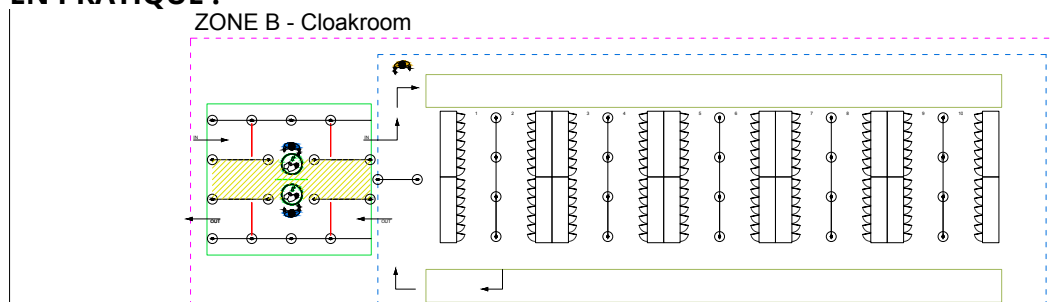 EN PRATIQUE :
ZONE B - Cloakroom
1 2 3 4 5 6 7 8 9 10
IN IN
OUT OUT